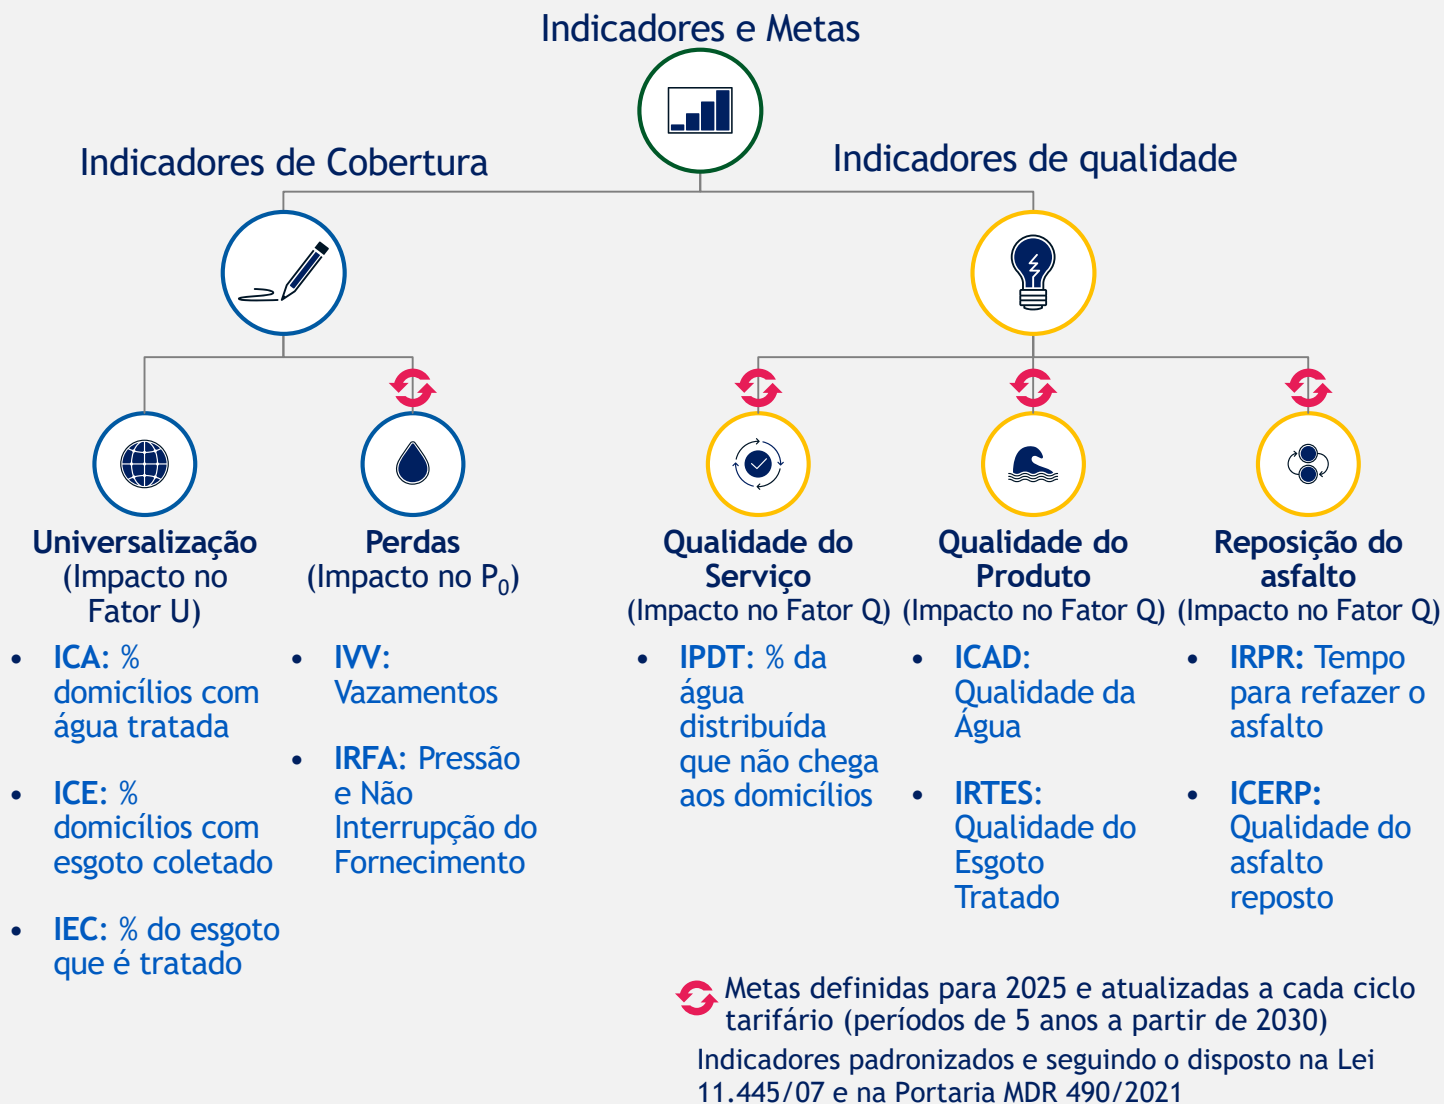 Indicadores e Metas
Indicadores de Cobertura
Indicadores de qualidade
Universalização
(Impacto no
Fator U)
• ICA: %
domicílios com
água tratada
• ICE: %
domicílios com
esgoto coletado
• IEC: % do esgoto
que é tratado
Perdas
(Impacto no P₀)
• IVV:
Vazamentos
• IRFA: Pressão
e Não
Interrupção do
Fornecimento
Qualidade do
Serviço
(Impacto no Fator Q)
• IPDT: % da
água
distribuída
que não chega
aos domicílios
Qualidade do
Produto
(Impacto no Fator Q)
• ICAD:
Qualidade da
Água
• IRTES:
Qualidade do
Esgoto
Tratado
Reposição do
asfalto
(Impacto no Fator Q)
• IRPR: Tempo
para refazer o
asfalto
• ICERP:
Qualidade do
asfalto
reposto
Metas definidas para 2025 e atualizadas a cada ciclo
tarifário (períodos de 5 anos a partir de 2030)
Indicadores padronizados e seguindo o disposto na Lei
11.445/07 e na Portaria MDR 490/2021